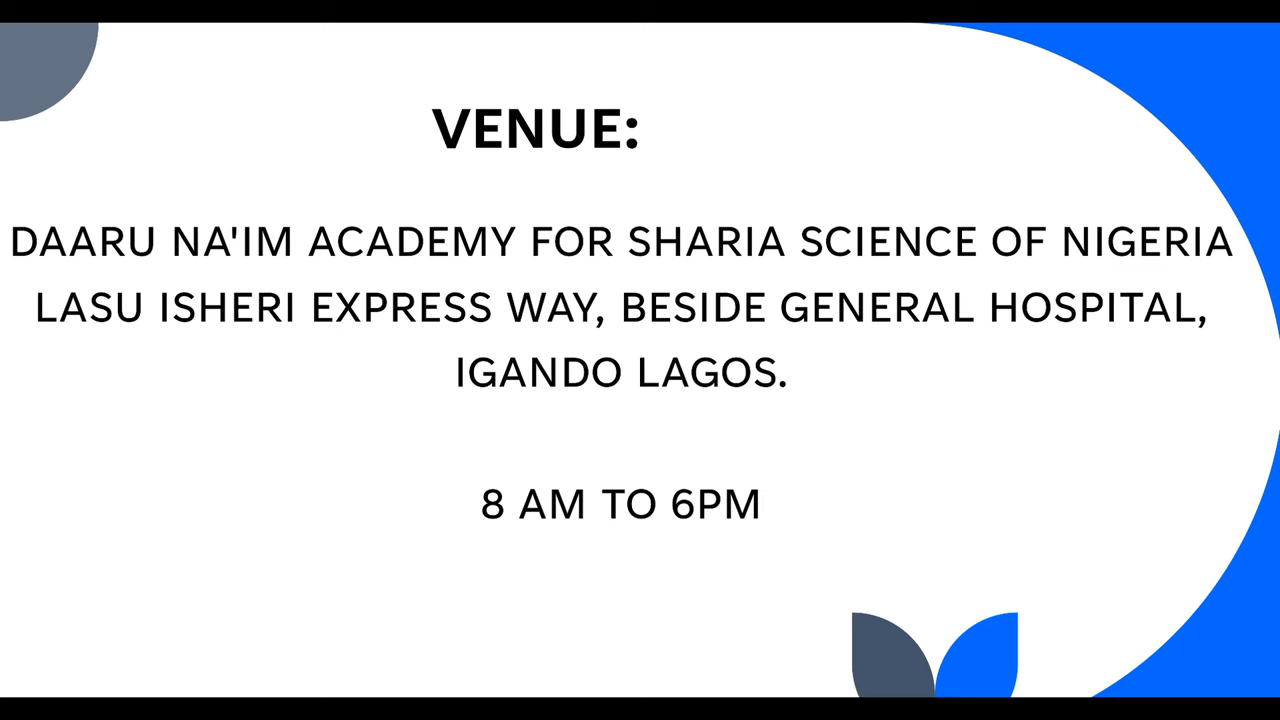 VENUE:
DAARU NA'IM ACADEMY FOR SHARIA SCIENCE OF NIGERIA
LASU ISHERI EXPRESS WAY, BESIDE GENERAL HOSPITAL,
IGANDO LAGOS.
8 AM TO 6PM